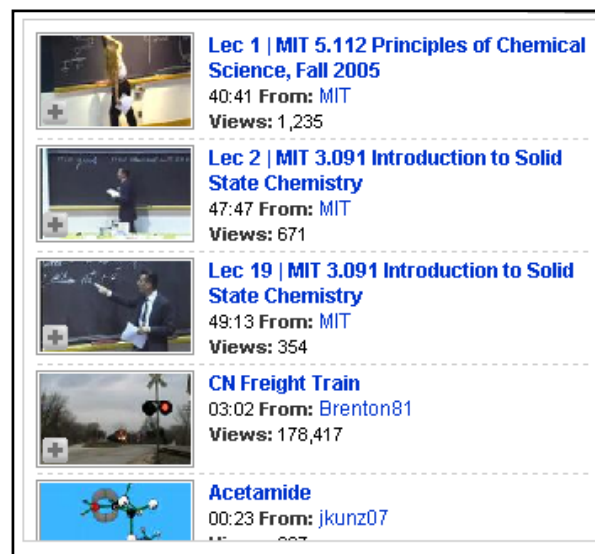 Lec 1 | MIT 5.112 Principles of Chemical
Science, Fall 2005
40:41 From: MIT
Views: 1,235
Lec 2 | MIT 3.091 Introduction to Solid
State Chemistry
47:47 From: MIT
Views: 671
Lec 19 | MIT 3.091 Introduction to Solid
State Chemistry
49:13 From: MIT
Views: 354
CN Freight Train
03:02 From: Brenton81
Views: 178,417
Acetamide
00:23 From: jkunz07